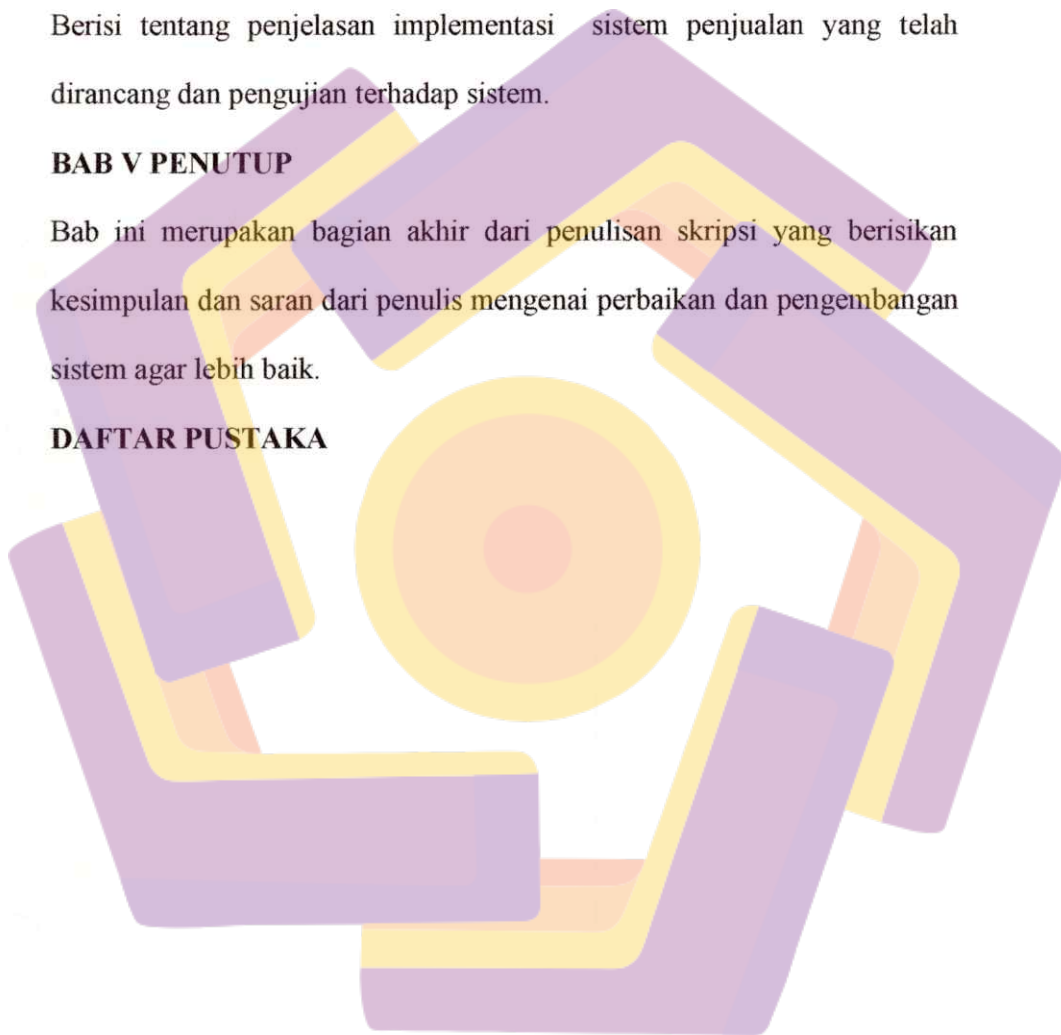 Berisi tentang penjelasan implementasi sistem penjualan yang telah
dirancang dan pengujian terhadap sistem.
BAB V PENUTUP
Bab ini merupakan bagian akhir dari penulisan skripsi yang berisikan
kesimpulan dan saran dari penulis mengenai perbaikan dan pengembangan
sistem agar lebih baik.
DAFTAR PUSTAKA